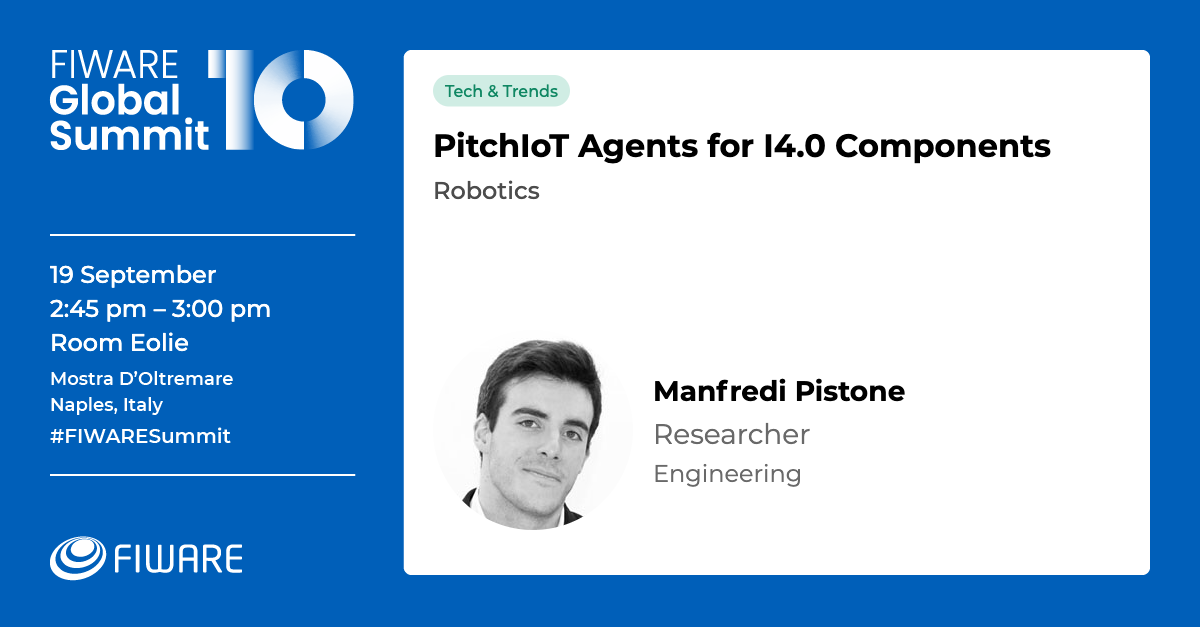 FIWARE
Global
Summit
10
19 September
2:45 pm – 3:00 pm
Room Eolie
Mostra D’Oltremare
Naples, Italy
#FIWARESummit
FIWARE
Tech & Trends
PitchIoT Agents for I4.0 Components
Robotics
Manfredi Pistone
Researcher
Engineering